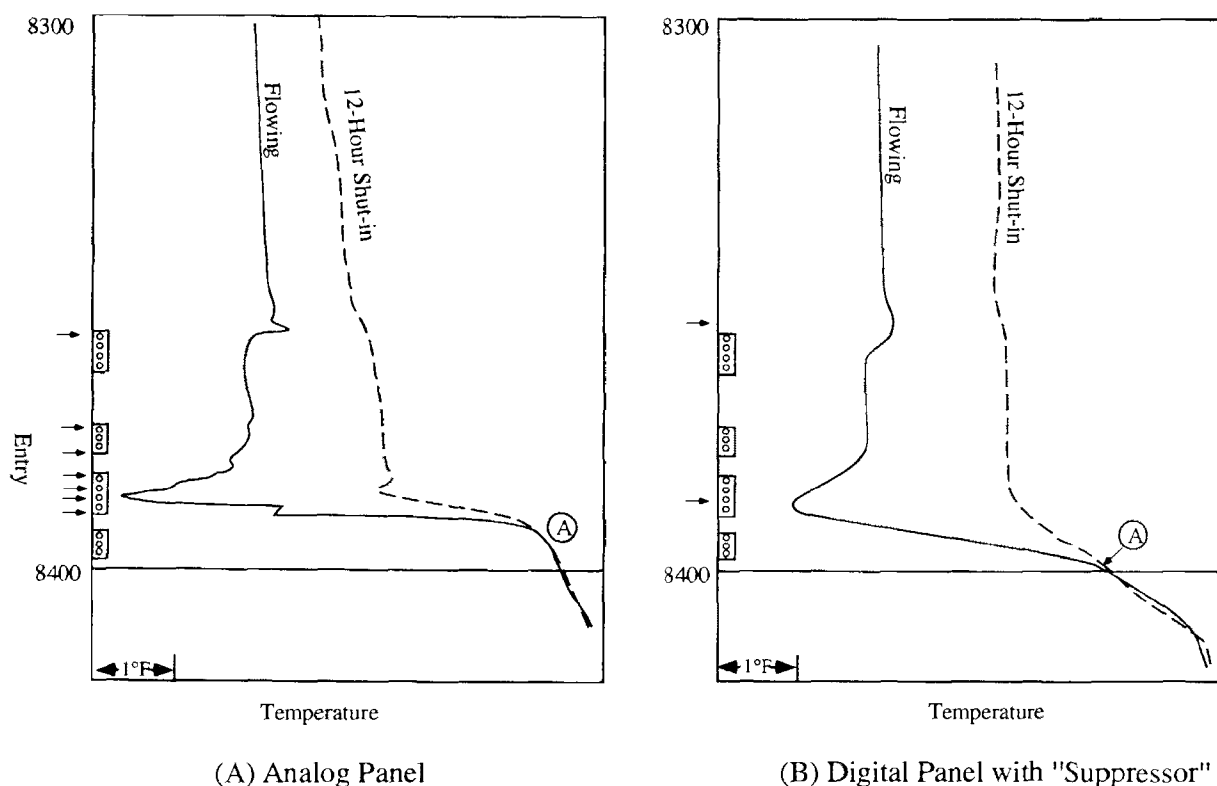 8300
Flowing
12-Hour Shut-in
Entry
A
8400
1°F
Temperature
(A) Analog Panel
8300
Flowing
12-Hour Shut-in
A
8400
1°F
Temperature
(B) Digital Panel with "Suppressor"